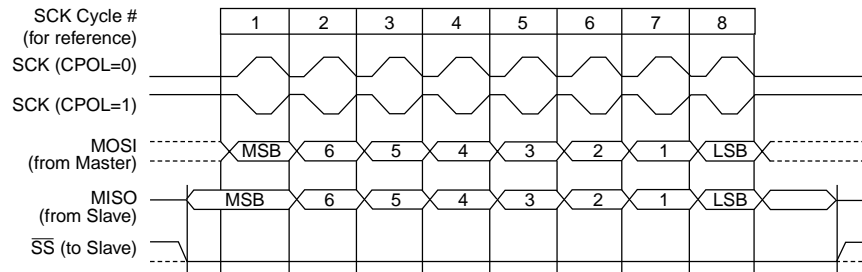 SCK Cycle # 1 2 3 4 5 6 7 8
(for reference)
SCK (CPOL=0)
SCK (CPOL=1)
MOSI MSB 6 5 4 3 2 1 LSB
(from Master)
MISO MSB 6 5 4 3 2 1 LSB
(from Slave)
SS (to Slave)